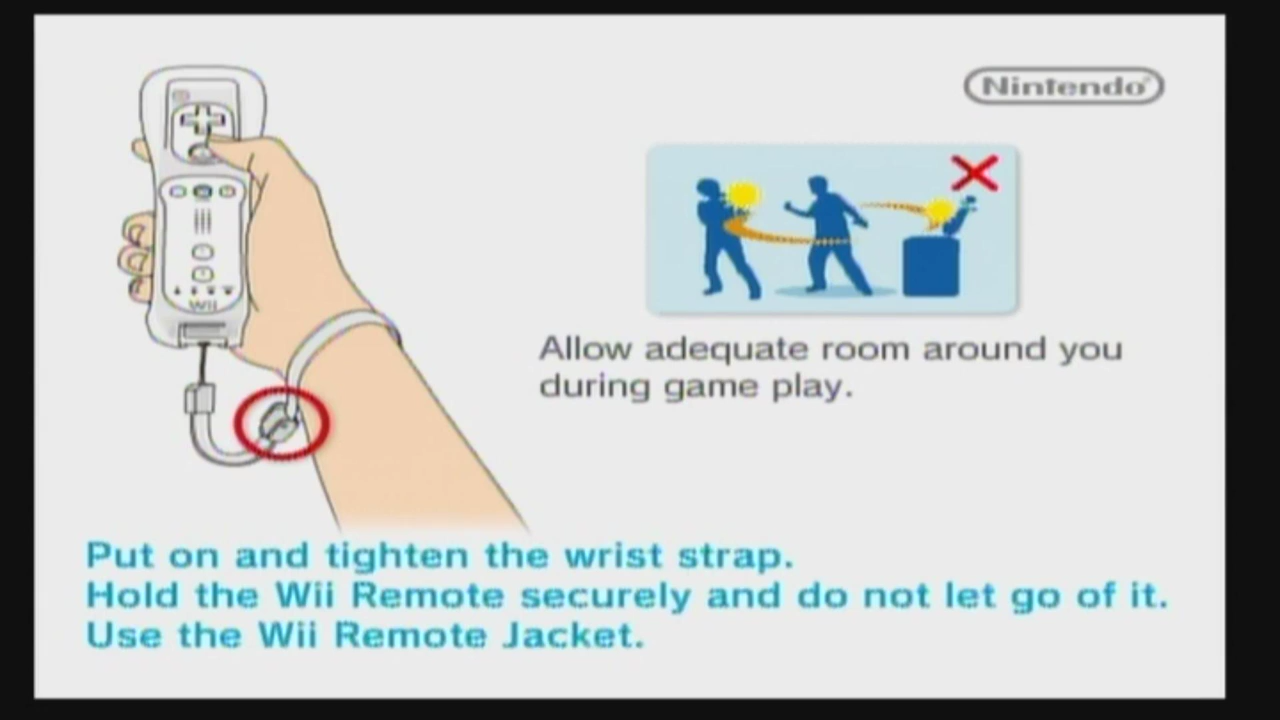 Nintendo
Allow adequate room around you
during game play.
Wii
Put on and tighten the wrist strap.
Hold the Wii Remote securely and do not let go of it.
Use the Wii Remote Jacket.